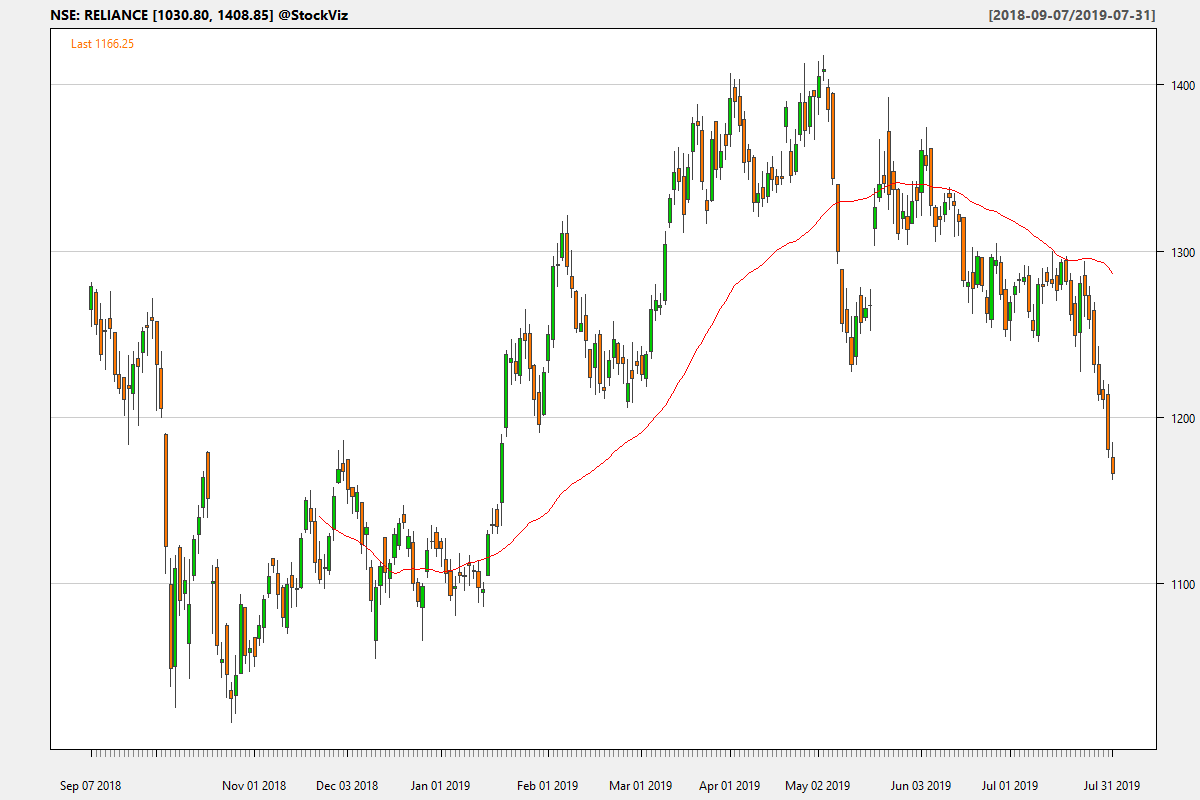 NSE: RELIANCE [1030.80, 1408.85] @StockViz
[2018-09-07/2019-07-31]
Last 1166.25
1400
1300
1200
1100
Sep 07 2018 Nov 01 2018 Dec 03 2018 Jan 01 2019 Feb 01 2019 Mar 01 2019 Apr 01 2019 May 02 2019 Jun 03 2019 Jul 01 2019 Jul 31 2019